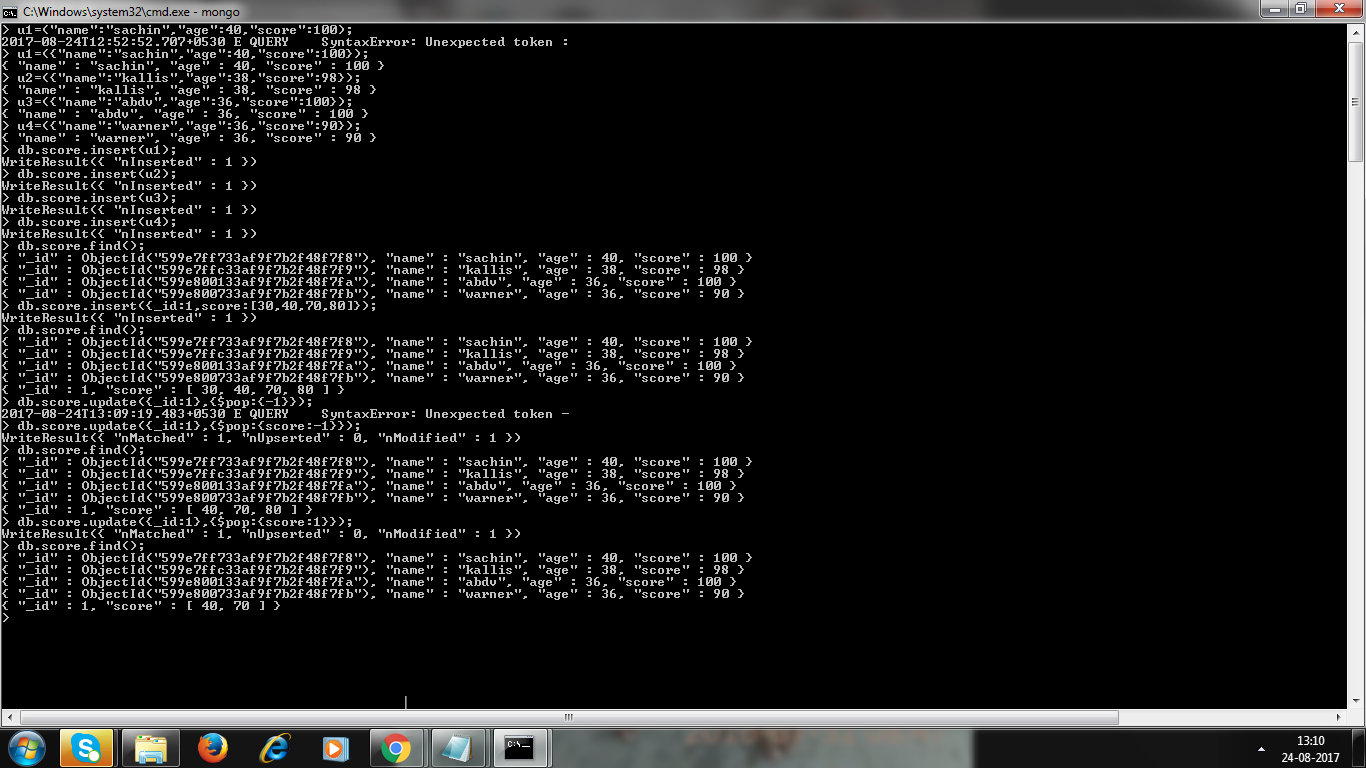 C:\Windows\system32\cmd.exe - mongo
> u1=("name":"sachin","age":40,"score":100);
2017-08-24T12:52:52.707+0530 E QUERY    SyntaxError: Unexpected token :
> u1=({"name":"sachin","age":40,"score":100});
{ "name" : "sachin", "age" : 40, "score" : 100 }
> u2=({"name":"kallis","age":38,"score":98});
{ "name" : "kallis", "age" : 38, "score" : 98 }
> u3=({"name":"abdv","age":36,"score":100});
{ "name" : "abdv", "age" : 36, "score" : 100 }
> u4=({"name":"warner","age":36,"score":90});
{ "name" : "warner", "age" : 36, "score" : 90 }
> db.score.insert(u1);
WriteResult({ "nInserted" : 1 })
> db.score.insert(u2);
WriteResult({ "nInserted" : 1 })
> db.score.insert(u3);
WriteResult({ "nInserted" : 1 })
> db.score.insert(u4);
WriteResult({ "nInserted" : 1 })
> db.score.find();
{ "_id" : ObjectId("599e7ff733af9f7b2f48f7f8"), "name" : "sachin", "age" : 40, "score" : 100 }
{ "_id" : ObjectId("599e7ffc33af9f7b2f48f7f9"), "name" : "kallis", "age" : 38, "score" : 98 }
{ "_id" : ObjectId("599e800133af9f7b2f48f7fa"), "name" : "abdv", "age" : 36, "score" : 100 }
{ "_id" : ObjectId("599e800733af9f7b2f48f7fb"), "name" : "warner", "age" : 36, "score" : 90 }
> db.score.insert({_id:1,score:[30,40,70,80]});
WriteResult({ "nInserted" : 1 })
> db.score.find();
{ "_id" : ObjectId("599e7ff733af9f7b2f48f7f8"), "name" : "sachin", "age" : 40, "score" : 100 }
{ "_id" : ObjectId("599e7ffc33af9f7b2f48f7f9"), "name" : "kallis", "age" : 38, "score" : 98 }
{ "_id" : ObjectId("599e800133af9f7b2f48f7fa"), "name" : "abdv", "age" : 36, "score" : 100 }
{ "_id" : ObjectId("599e800733af9f7b2f48f7fb"), "name" : "warner", "age" : 36, "score" : 90 }
{ "_id" : 1, "score" : [ 30, 40, 70, 80 ] }
> db.score.update({_id:1},{$pop:{-1}});
2017-08-24T13:09:19.483+0530 E QUERY    SyntaxError: Unexpected token -
> db.score.update({_id:1},{$pop:{score:-1}});
WriteResult({ "nMatched" : 1, "nUpserted" : 0, "nModified" : 1 })
> db.score.find();
{ "_id" : ObjectId("599e7ff733af9f7b2f48f7f8"), "name" : "sachin", "age" : 40, "score" : 100 }
{ "_id" : ObjectId("599e7ffc33af9f7b2f48f7f9"), "name" : "kallis", "age" : 38, "score" : 98 }
{ "_id" : ObjectId("599e800133af9f7b2f48f7fa"), "name" : "abdv", "age" : 36, "score" : 100 }
{ "_id" : ObjectId("599e800733af9f7b2f48f7fb"), "name" : "warner", "age" : 36, "score" : 90 }
{ "_id" : 1, "score" : [ 40, 70, 80 ] }
> db.score.update({_id:1},{$pop:{score:1}});
WriteResult({ "nMatched" : 1, "nUpserted" : 0, "nModified" : 1 })
> db.score.find();
{ "_id" : ObjectId("599e7ff733af9f7b2f48f7f8"), "name" : "sachin", "age" : 40, "score" : 100 }
{ "_id" : ObjectId("599e7ffc33af9f7b2f48f7f9"), "name" : "kallis", "age" : 38, "score" : 98 }
{ "_id" : ObjectId("599e800133af9f7b2f48f7fa"), "name" : "abdv", "age" : 36, "score" : 100 }
{ "_id" : ObjectId("599e800733af9f7b2f48f7fb"), "name" : "warner", "age" : 36, "score" : 90 }
{ "_id" : 1, "score" : [ 40, 70 ] }
>
13:10
24-08-2017